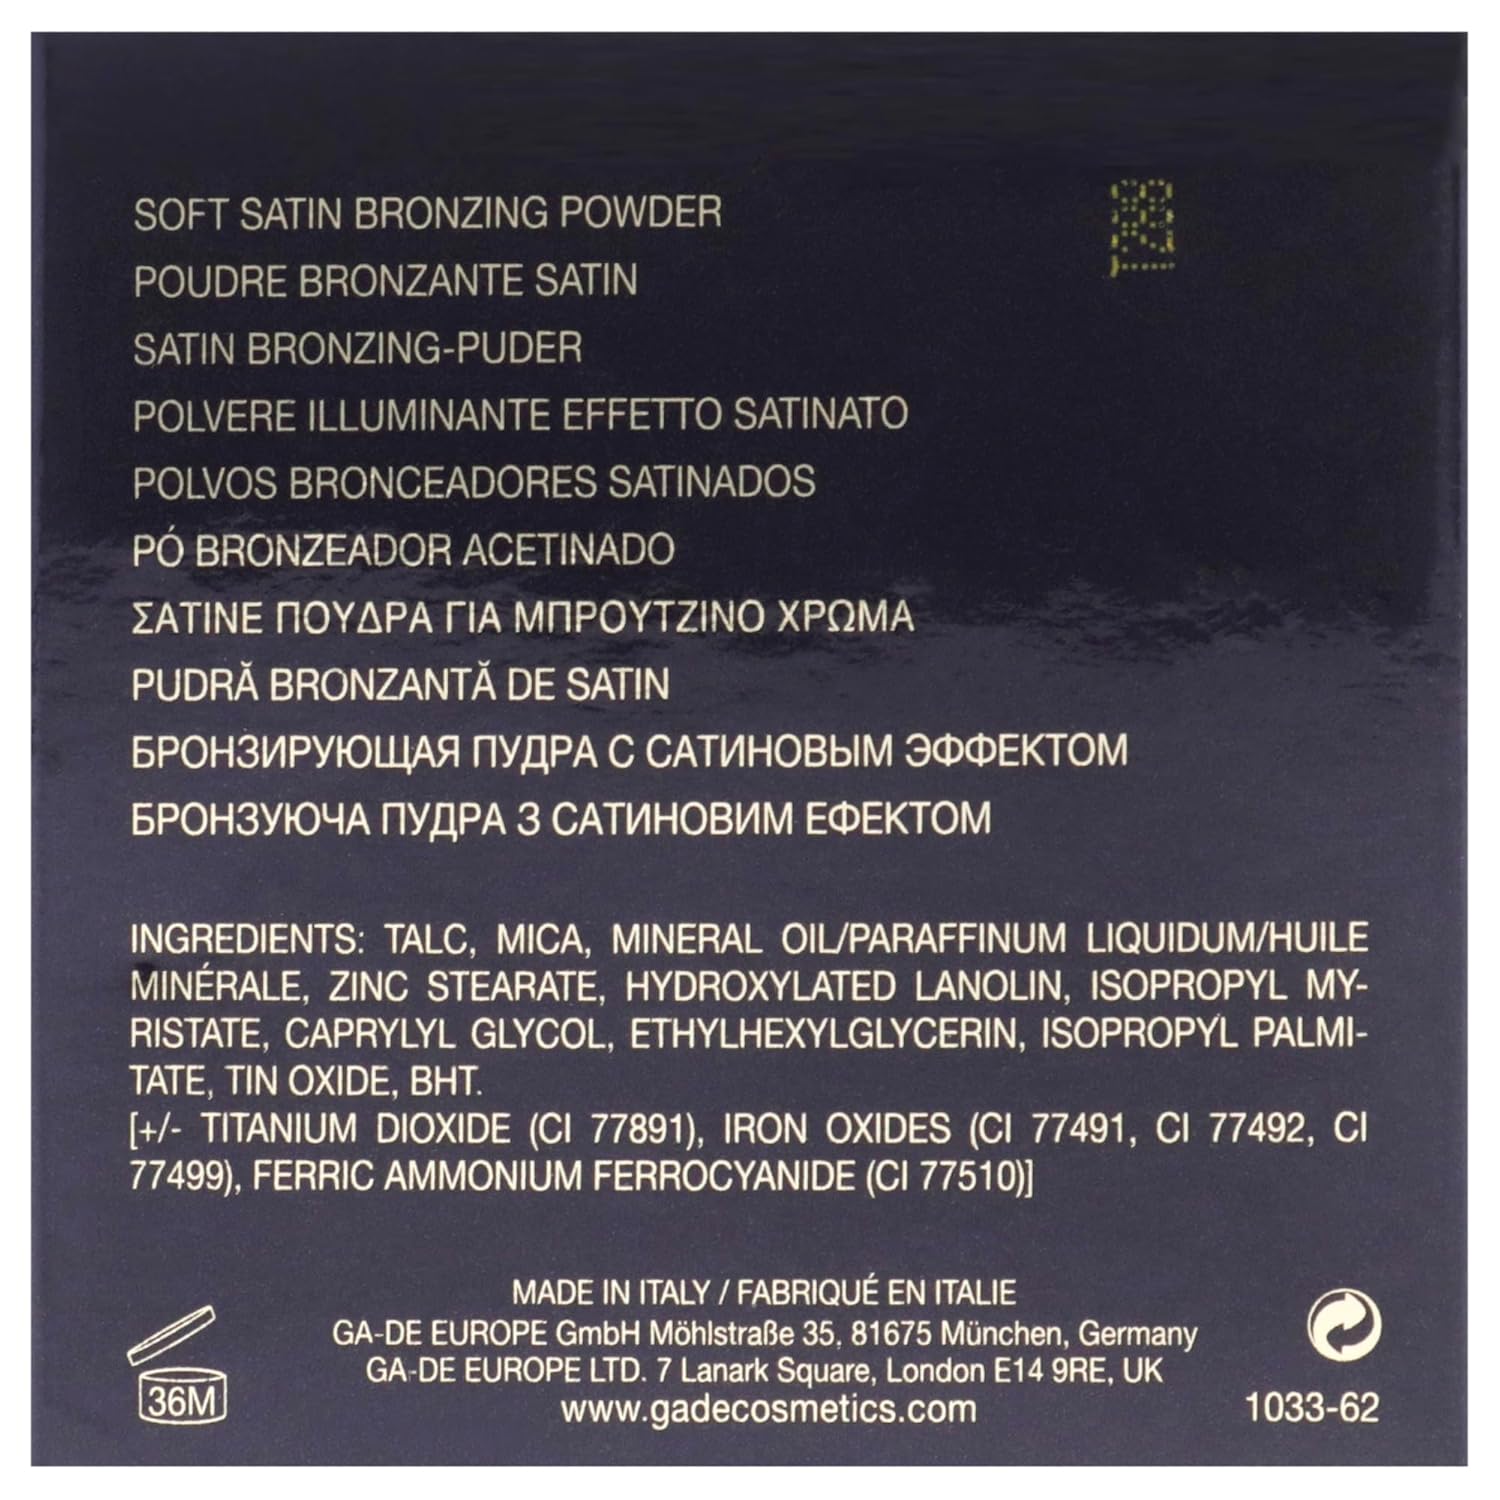 SOFT SATIN BRONZING POWDER
POUDRE BRONZANTE SATIN
SATIN BRONZING-PUDER
POLVERE ILLUMINANTE EFFETTO SATINATO
POLVOS BRONCEADORES SATINADOS
PÓ BRONZEADOR ACETINADO
ΣΑΤΙΝΕ ΠΟΥΔΡΑ ΓΙΑ ΜΠΡΟΥΤΖΙΝΟ ΧΡΩΜΑ
PUDRĂ BRONZANTĂ DE SATIN
БРОНЗИРУЮЩАЯ ПУДРА С САТИНОВЫМ ЭФФЕКТОМ
БРОНЗУЮЧА ПУДРА З САТИНОВИМ ЕФЕКТОМ
INGREDIENTS: TALC, MICA, MINERAL OIL/PARAFFINUM LIQUIDUM/HUILE
MINÉRALE, ZINC STEARATE, HYDROXYLATED LANOLIN, ISOPROPYL MY-
RISTATE, CAPRYLYL GLYCOL, ETHYLHEXYLGLYCERIN, ISOPROPYL PALMI-
TATE, TIN OXIDE, BHT.
[+/- TITANIUM DIOXIDE (CI 77891), IRON OXIDES (CI 77491, CI 77492, CI
77499), FERRIC AMMONIUM FERROCYANIDE (CI 77510)]
MADE IN ITALY / FABRIQUÉ EN ITALIE
GA-DE EUROPE GmbH Möhlstraße 35, 81675 München, Germany
GA-DE EUROPE LTD. 7 Lanark Square, London E14 9RE, UK
www.gadecosmetics.com
36M
1033-62